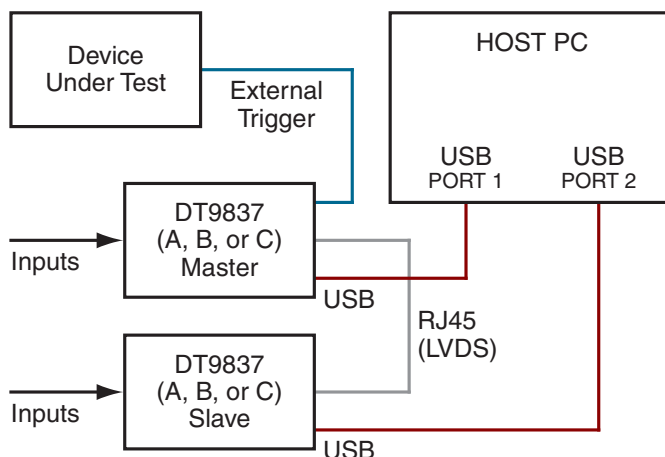 Device
Under Test
External
Trigger
HOST PC
USB
PORT 1
USB
PORT 2
DT9837
(A, B, or C)
Master
Inputs
USB
RJ45
(LVDS)
DT9837
(A, B, or C)
Slave
Inputs
USB